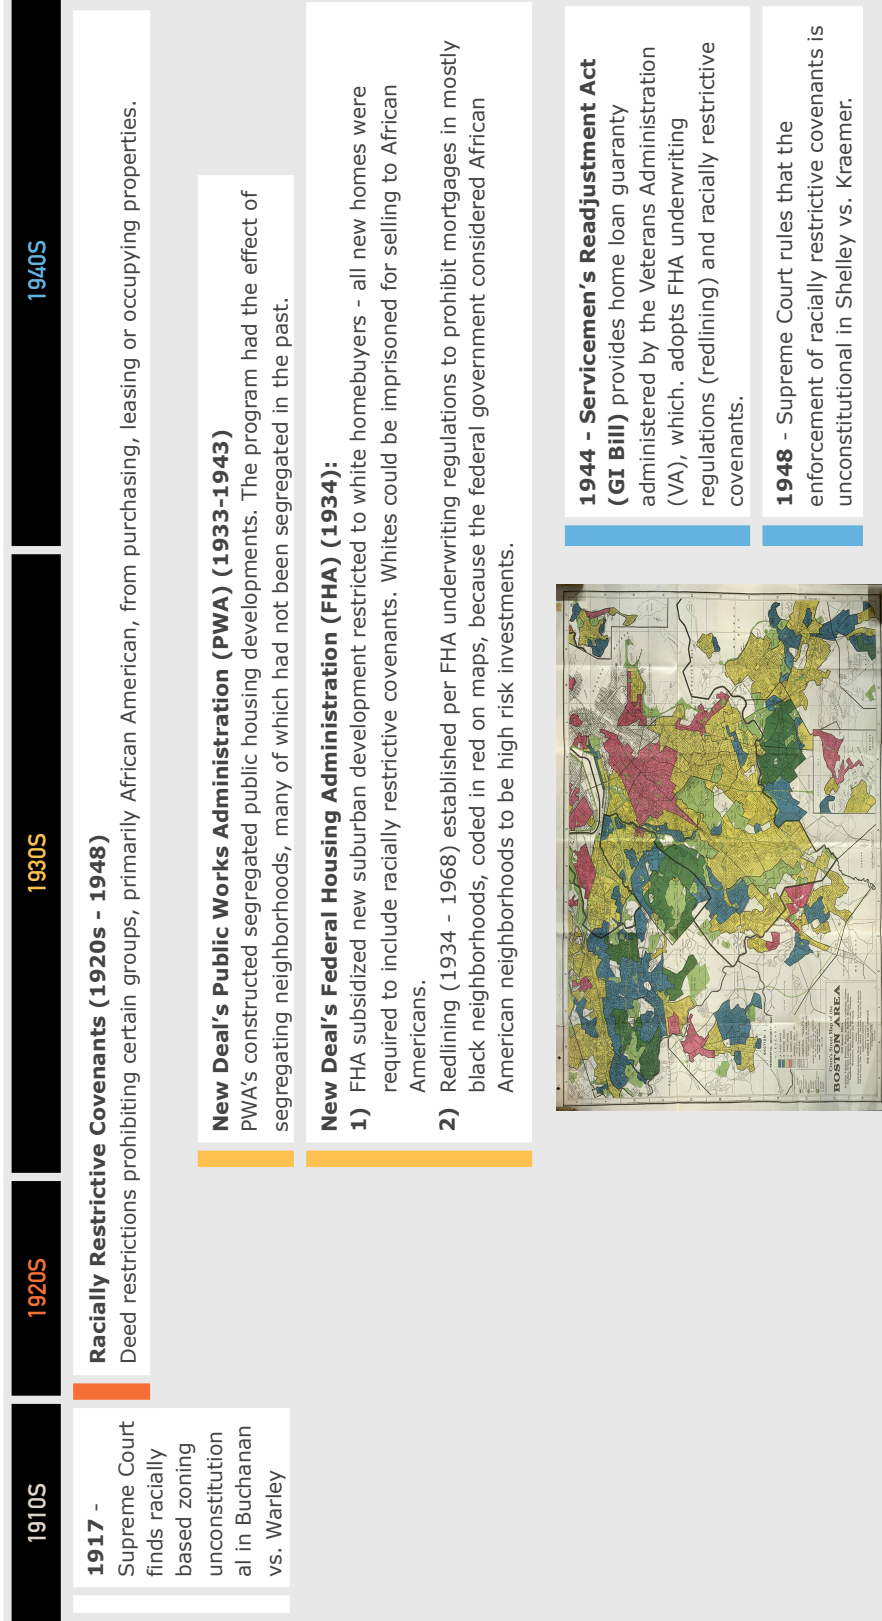 1910S
1920S
1930S
1940S
1917 -
Supreme Court
finds racially
based zoning
unconstitution
al in Buchanan
vs. Warley
Racially Restrictive Covenants (1920s - 1948)
Deed restrictions prohibiting certain groups, primarily African American, from purchasing, leasing or occupying properties.
New Deal’s Public Works Administration (PWA) (1933-1943)
PWA’s constructed segregated public housing developments. The program had the effect of
segregating neighborhoods, many of which had not been segregated in the past.
New Deal’s Federal Housing Administration (FHA) (1934):
1) FHA subsidized new suburban development restricted to white homebuyers - all new homes were
required to include racially restrictive covenants. Whites could be imprisoned for selling to African
Americans.
2) Redlining (1934 - 1968) established per FHA underwriting regulations to prohibit mortgages in mostly
black neighborhoods, coded in red on maps, because the federal government considered African
American neighborhoods to be high risk investments.
BOSTON AREA
1944 - Servicemen’s Readjustment Act
(GI Bill) provides home loan guaranty
administered by the Veterans Administration
(VA), which. adopts FHA underwriting
regulations (redlining) and racially restrictive
covenants.
1948 - Supreme Court rules that the
enforcement of racially restrictive covenants is
unconstitutional in Shelley vs. Kraemer.